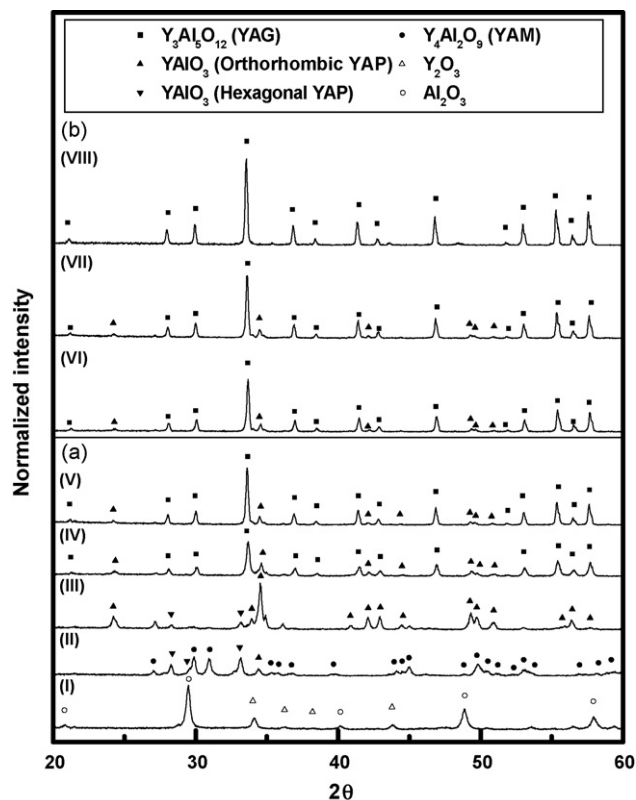 ■ Y₃Al₅O₁₂ (YAG) ● Y₄Al₂O₉ (YAM)
▲ YAlO₃ (Orthorhombic YAP) △ Y₂O₃
▼ YAlO₃ (Hexagonal YAP) ○ Al₂O₃
(b)
(VIII)
(VII)
(VI)
(a)
(V)
(IV)
(III)
(II)
(I)
Normalized intensity
20 30 40 50 60
2θ